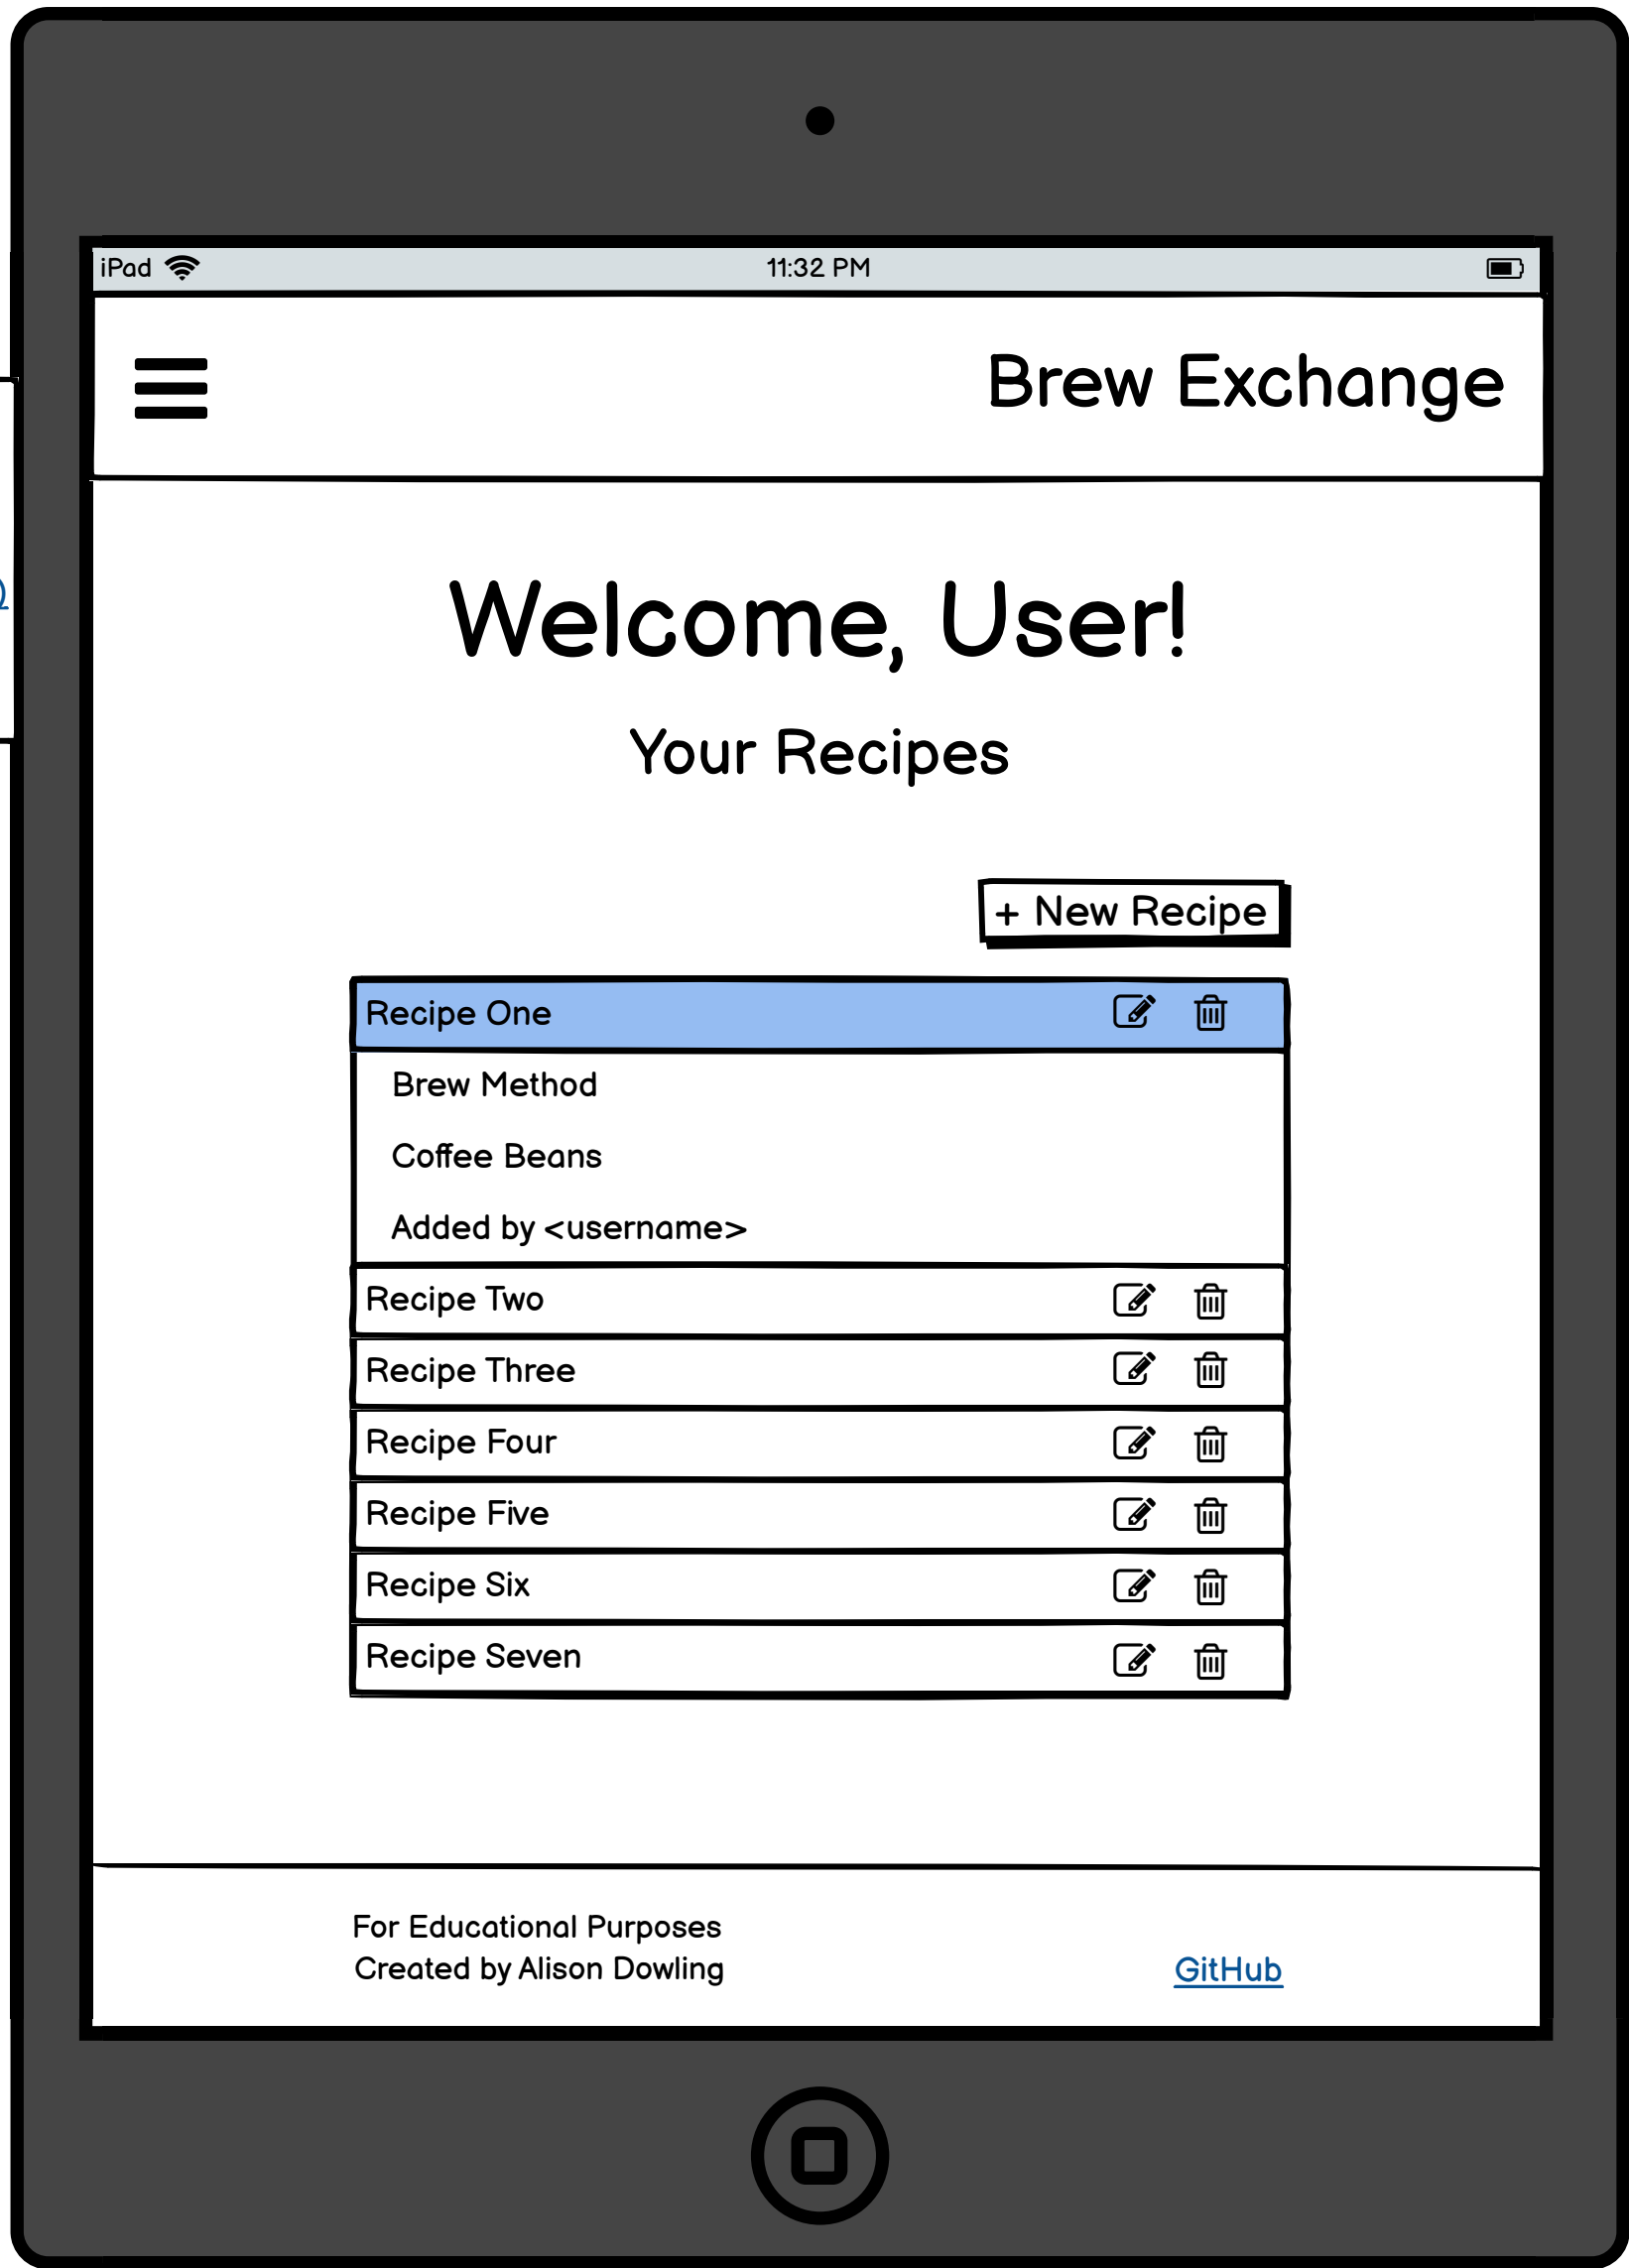 iPad
11:32 PM
Brew Exchange
Welcome, User!
Your Recipes
+ New Recipe
Recipe One
Brew Method
Coffee Beans
Added by <username>
Recipe Two
Recipe Three
Recipe Four
Recipe Five
Recipe Six
Recipe Seven
For Educational Purposes
Created by Alison Dowling
GitHub